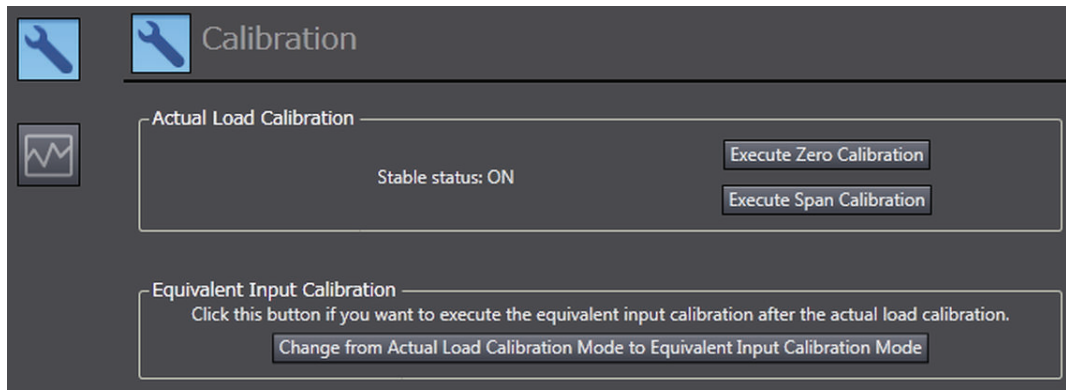 Calibration
Actual Load Calibration
Stable status: ON
Execute Zero Calibration
Execute Span Calibration
Equivalent Input Calibration
Click this button if you want to execute the equivalent input calibration after the actual load calibration.
Change from Actual Load Calibration Mode to Equivalent Input Calibration Mode